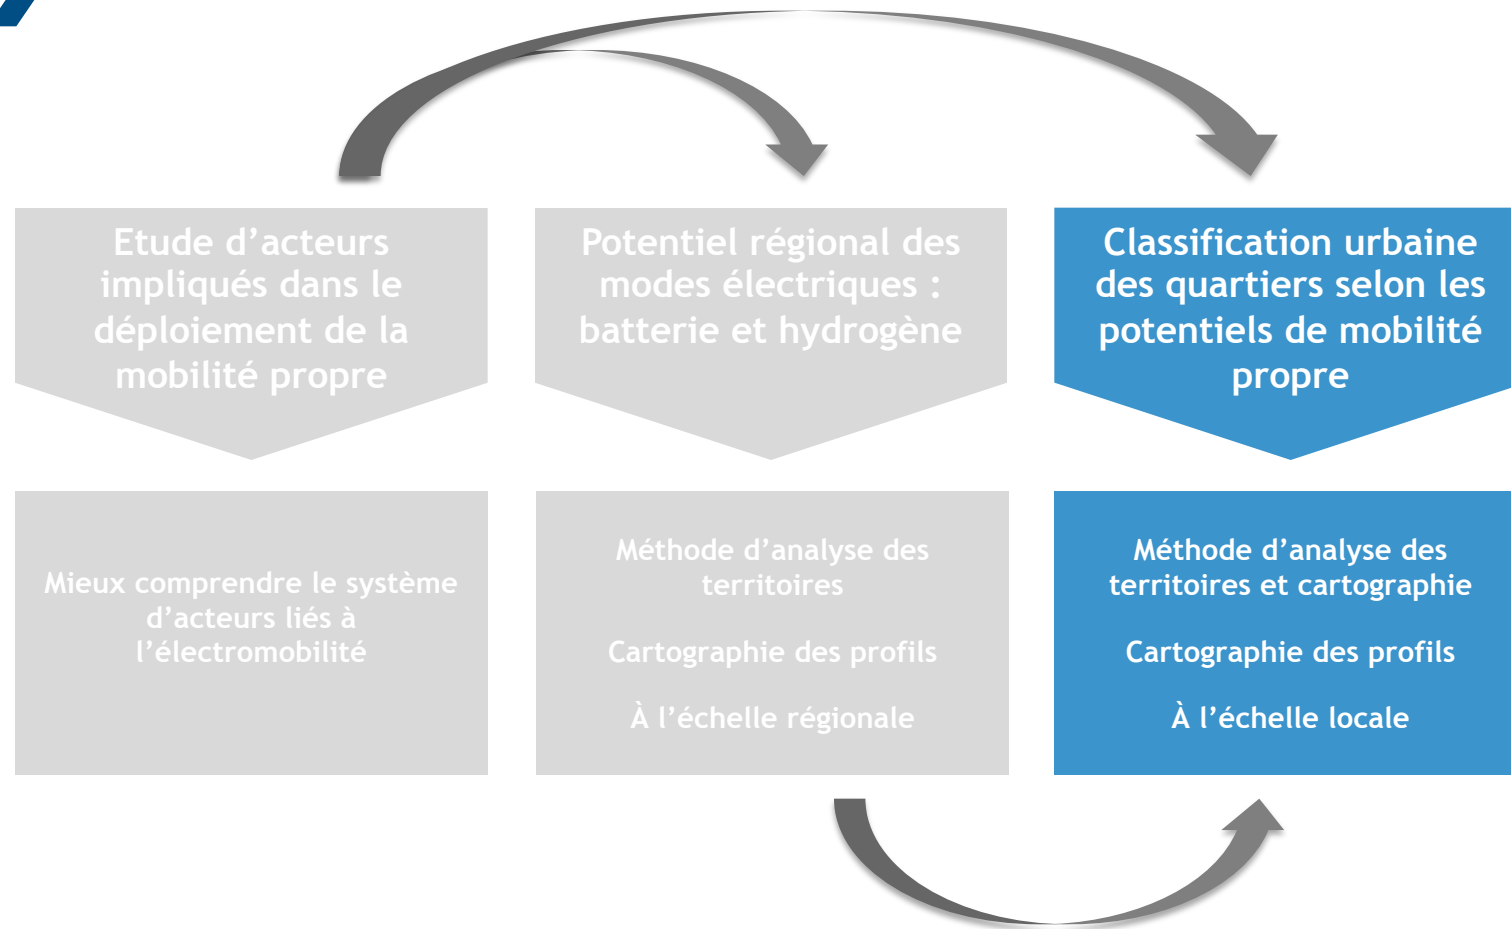 Etude d’acteurs
impliqués dans le
déploiement de la
mobilité propre
Potentiel régional des
modes électriques :
batterie et hydrogène
Classification urbaine
des quartiers selon les
potentiels de mobilité
propre
Mieux comprendre le système
d’acteurs liés à
l’électromobilité
Méthode d’analyse des
territoires
Cartographie des profils
À l’échelle régionale
Méthode d’analyse des
territoires et cartographie
Cartographie des profils
À l’échelle locale